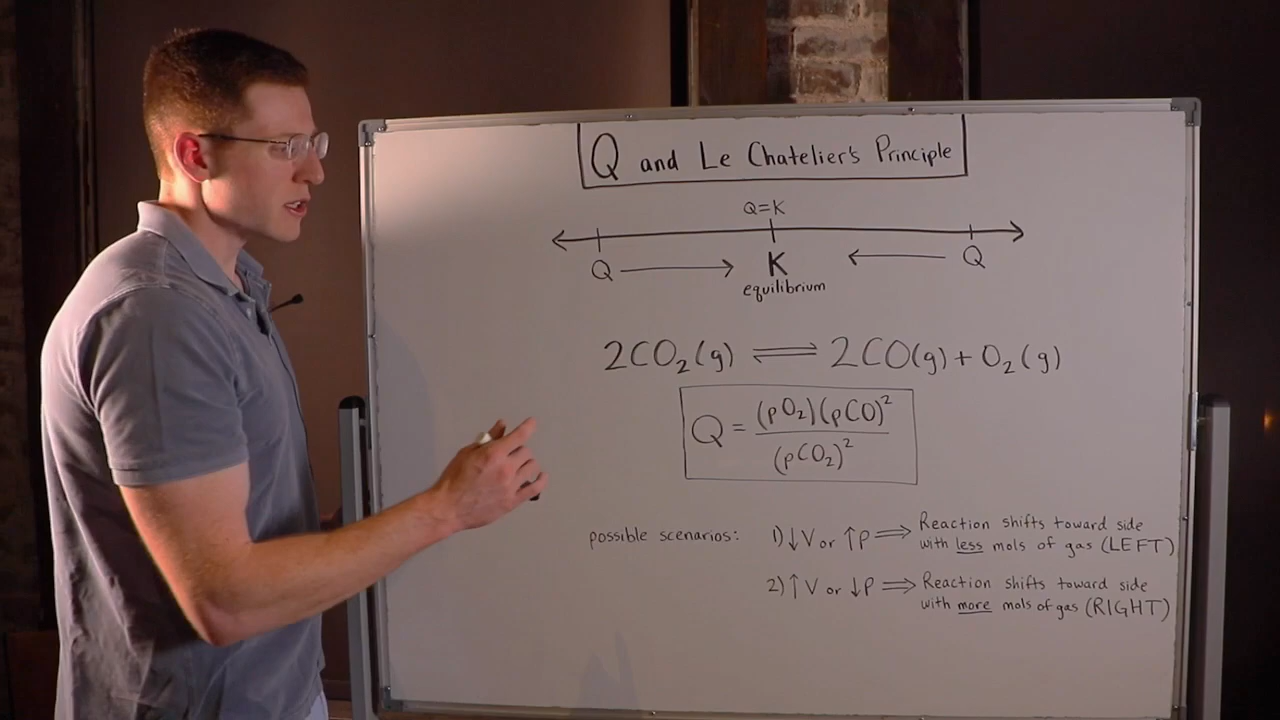 Q and Le Chatelier's Principle
Q=K
Q ⟶ K ⟵ Q
equilibrium
2CO₂(g) ⇌ 2CO(g) + O₂(g)
Q = (pO₂)(pCO)² / (pCO₂)²
possible scenarios: 1) ↓V or ↑P ⟹ Reaction shifts toward side
with less mols of gas (LEFT)
2) ↑V or ↓P ⟹ Reaction shifts toward side
with more mols of gas (RIGHT)